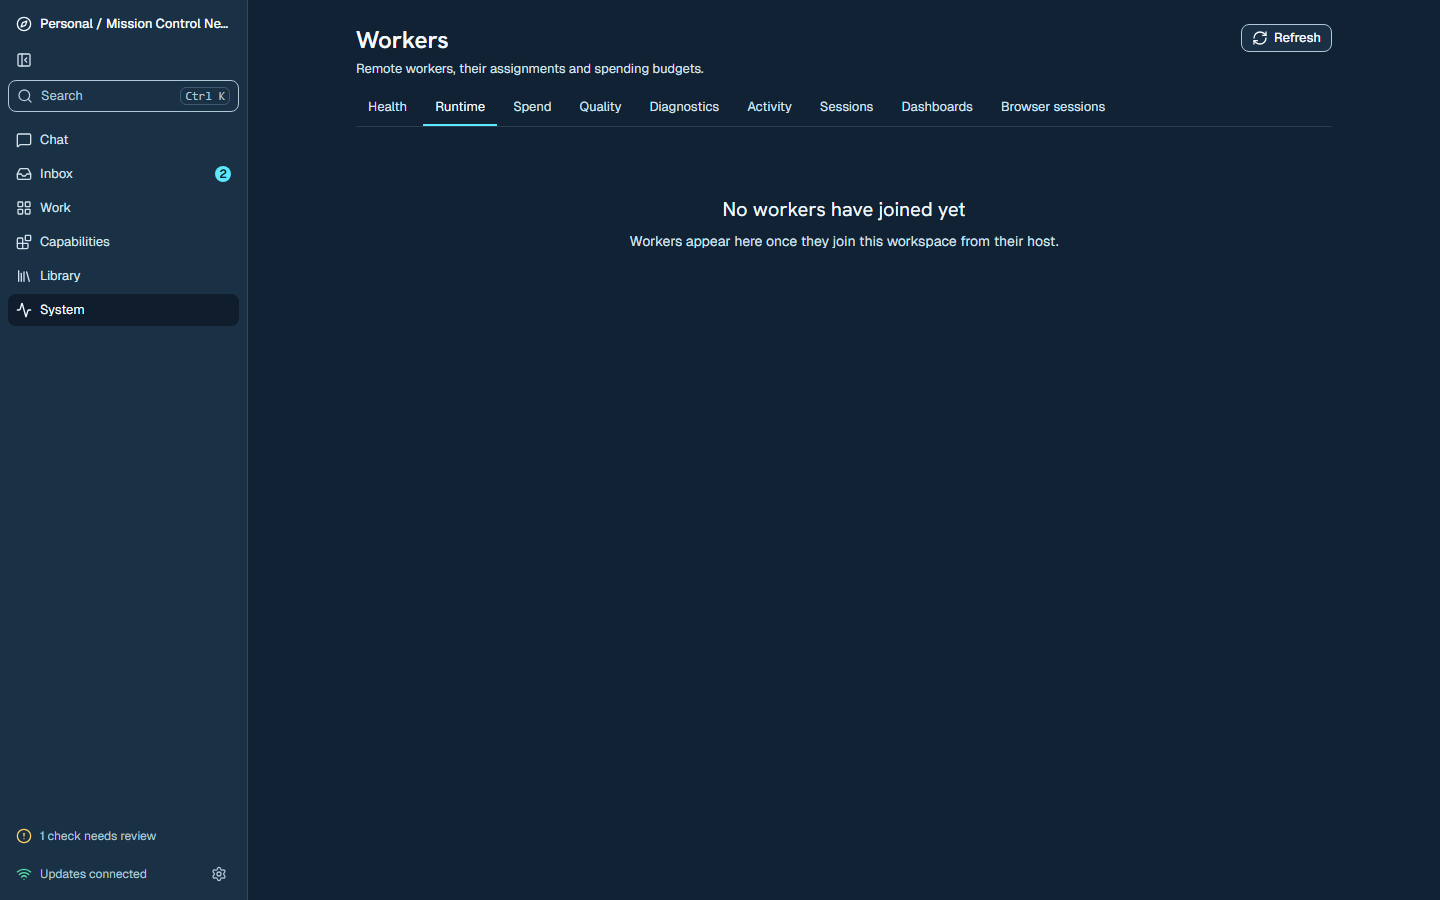 Personal / Mission Control Ne...
Search
Ctrl K
Chat
Inbox
2
Work
Capabilities
Library
System
1 check needs review
Updates connected
Workers
Refresh
Remote workers, their assignments and spending budgets.
Health
Runtime
Spend
Quality
Diagnostics
Activity
Sessions
Dashboards
Browser sessions
No workers have joined yet
Workers appear here once they join this workspace from their host.